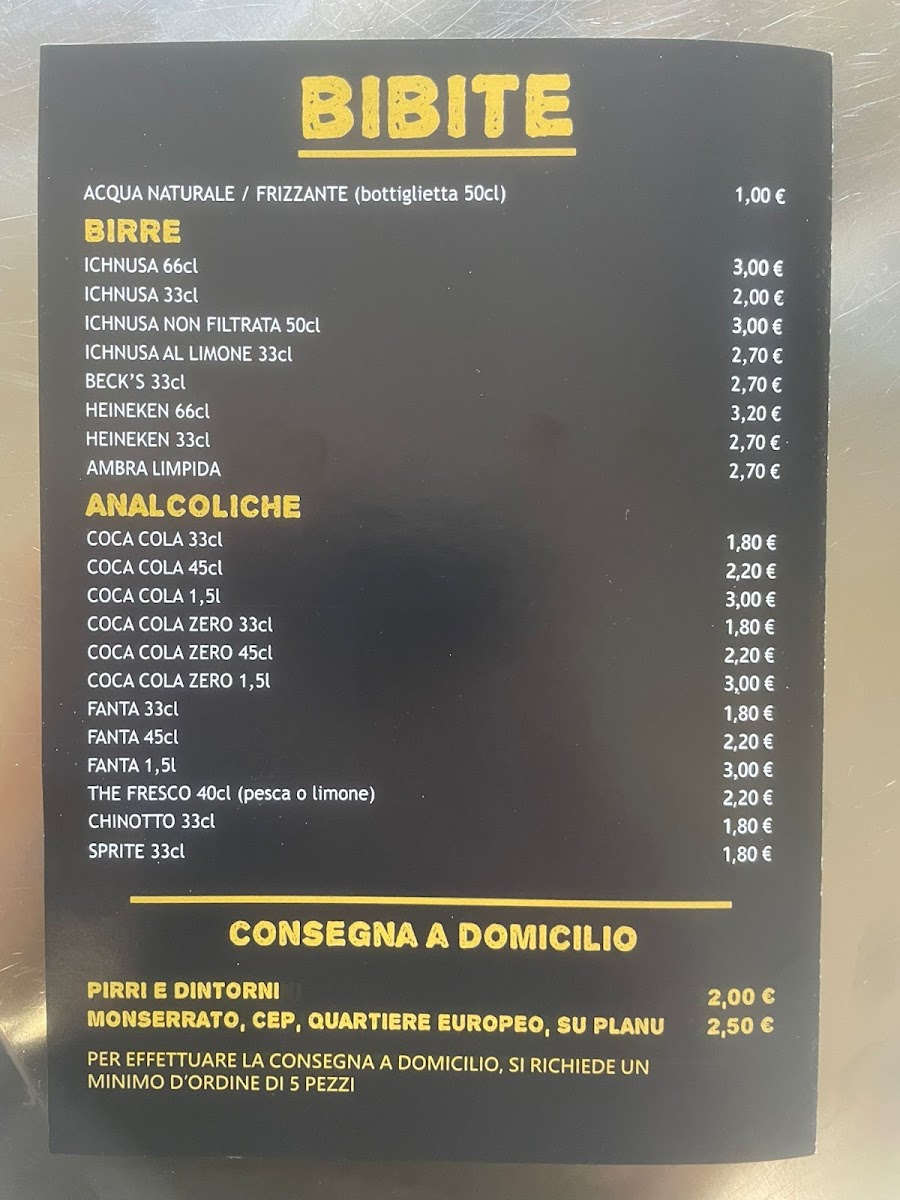 BIBITE
ACQUA NATURALE / FRIZZANTE (bottiglietta 50cl) 1,00 €
BIRRE
ICHNUSA 66cl 3,00 €
ICHNUSA 33cl 2,00 €
ICHNUSA NON FILTRATA 50cl 3,00 €
ICHNUSA AL LIMONE 33cl 2,70 €
BECK'S 33cl 2,70 €
HEINEKEN 66cl 3,20 €
HEINEKEN 33cl 2,70 €
AMBRA LIMPIDA 2,70 €
ANALCOLICHE
COCA COLA 33cl 1,80 €
COCA COLA 45cl 2,20 €
COCA COLA 1,5l 3,00 €
COCA COLA ZERO 33cl 1,80 €
COCA COLA ZERO 45cl 2,20 €
COCA COLA ZERO 1,5l 3,00 €
FANTA 33cl 1,80 €
FANTA 45cl 2,20 €
FANTA 1,5l 3,00 €
THE FRESCO 40cl (pesca o limone) 2,20 €
CHINOTTO 33cl 1,80 €
SPRITE 33cl 1,80 €
CONSEGNA A DOMICILIO
PIRRI E DINTORNI 2,00 €
MONSERRATO, CEP, QUARTIERE EUROPEO, SU PLANU 2,50 €
PER EFFETTUARE LA CONSEGNA A DOMICILIO, SI RICHIEDE UN
MINIMO D'ORDINE DI 5 PEZZI